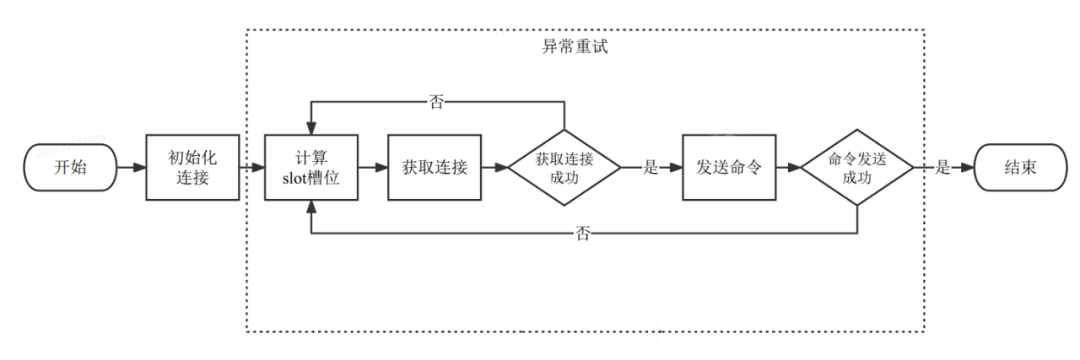 异常重试
否
开始
初始化
连接
计算
slot槽位
获取连接
获取连接
成功
是
发送命令
命令发送
成功
是
结束
否